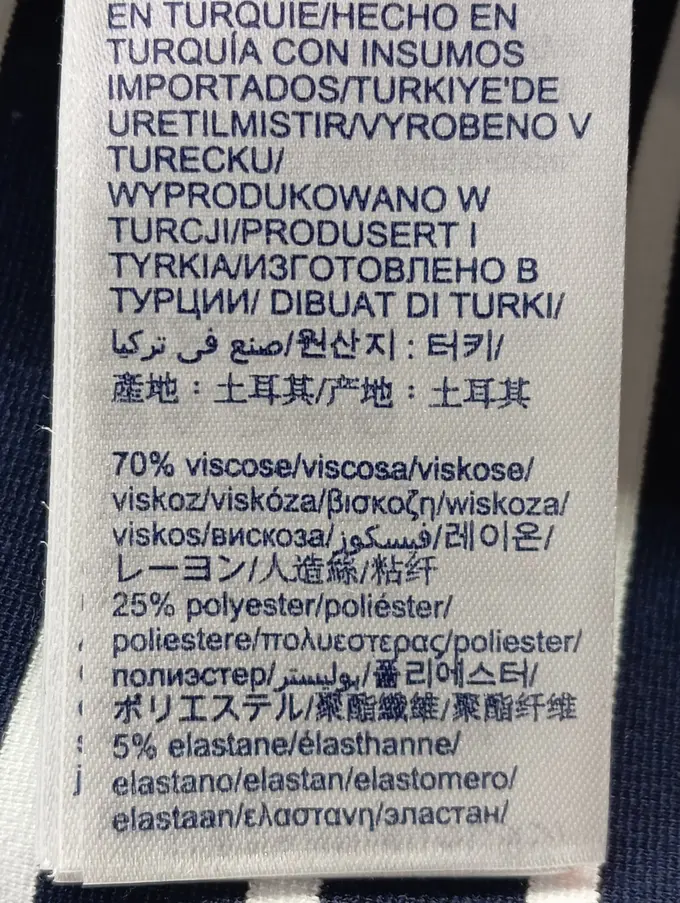 EN TURQUIE/HECHO EN
TURQUÍA CON INSUMOS
IMPORTADOS/TURKIYE'DE
URETILMISTIR/VYROBENO V
TURECKU/
WYPRODUKOWANO W
TURCJI/PRODUSERT I
TYRKIA/ИЗГОТОВЛЕНО В
ТУРЦИИ/ DIBUAT DI TURKI/
صنع في تركيا/원산지 : 터키/
產地：土耳其/产地：土耳其
70% viscose/viscosa/viskose/
viskoz/viskóza/βισκοζη/wiskoza/
viskos/вискоза/فيسكوز/레이온/
レーヨン/人造絲/粘纤
25% polyester/poliéster/
poliestere/πολυεστερας/poliester/
полиэстер/بوليستر/폴리에스터/
ポリエステル/聚酯纖維/聚酯纤维
5% elastane/élasthanne/
elastano/elastan/elastomero/
elastaan/ελαστανη/эластан/